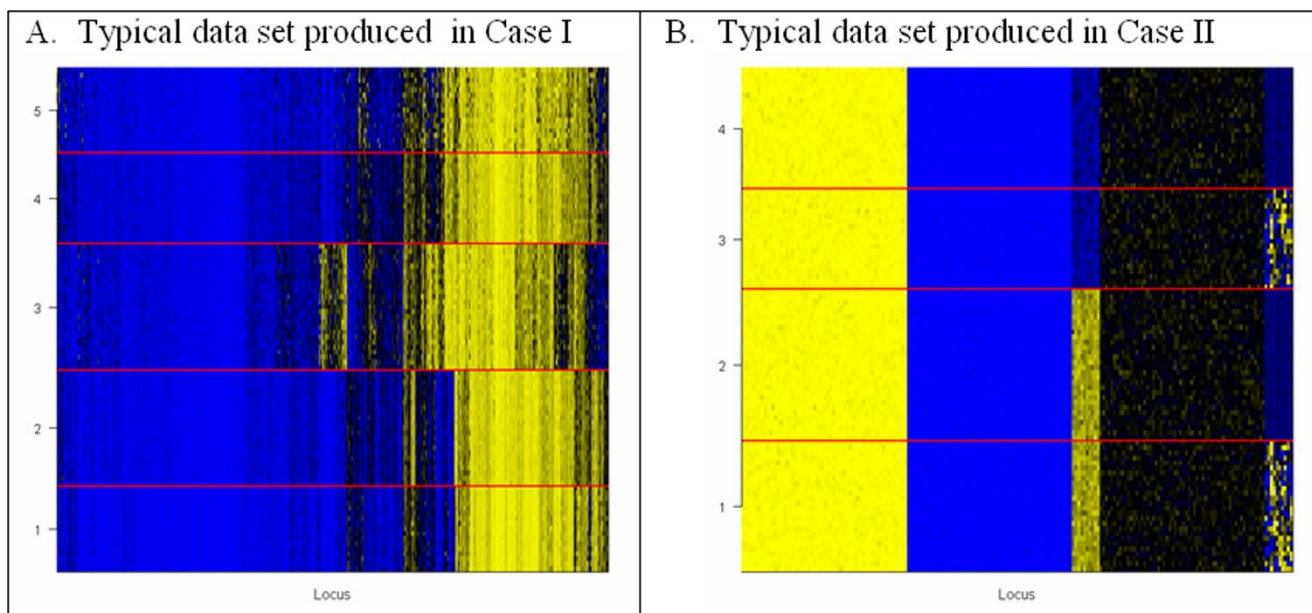 A. Typical data set produced in Case I
5
4
3
2
1
Locus
B. Typical data set produced in Case II
4
3
2
1
Locus